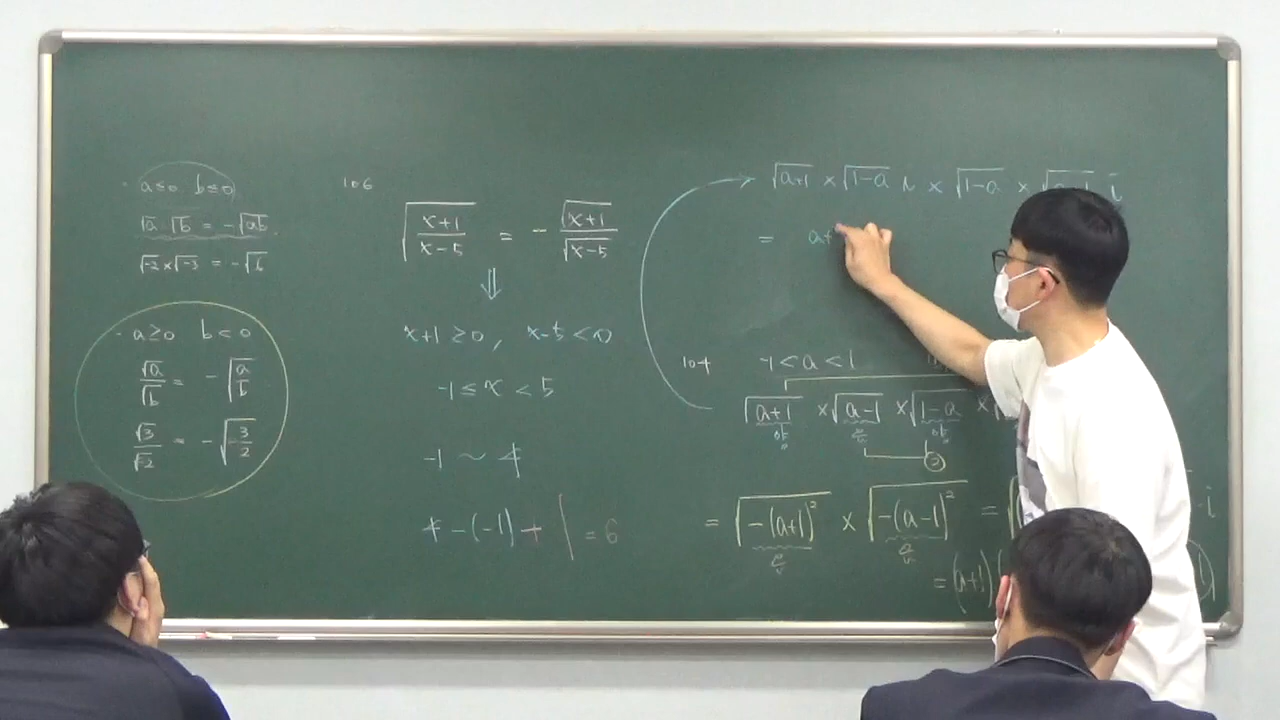 · a≤0 b≤0
√a·√b = -√ab.
√-2×√-3 = -√6
· a≥0 b<0
√a/√b = -√(a/b)
√3/√-2 = -√(3/-2)
106
√((x+1)/(x-5)) = -√(x+1)/√(x-5)
⇓
x+1≥0, x-5<0
-1≤x<5
-1 ~ 4
4-(-1)+1=6
√(a+1) × √(1-a) i × √(1-a) ×
= a+
104 -1<a<1
√(a+1) × √(a-1) × √(1-a) ×
양 음 양
②
= √(-(a+1)²) × √(-(a-1)²) =
음 음
= (a+1)